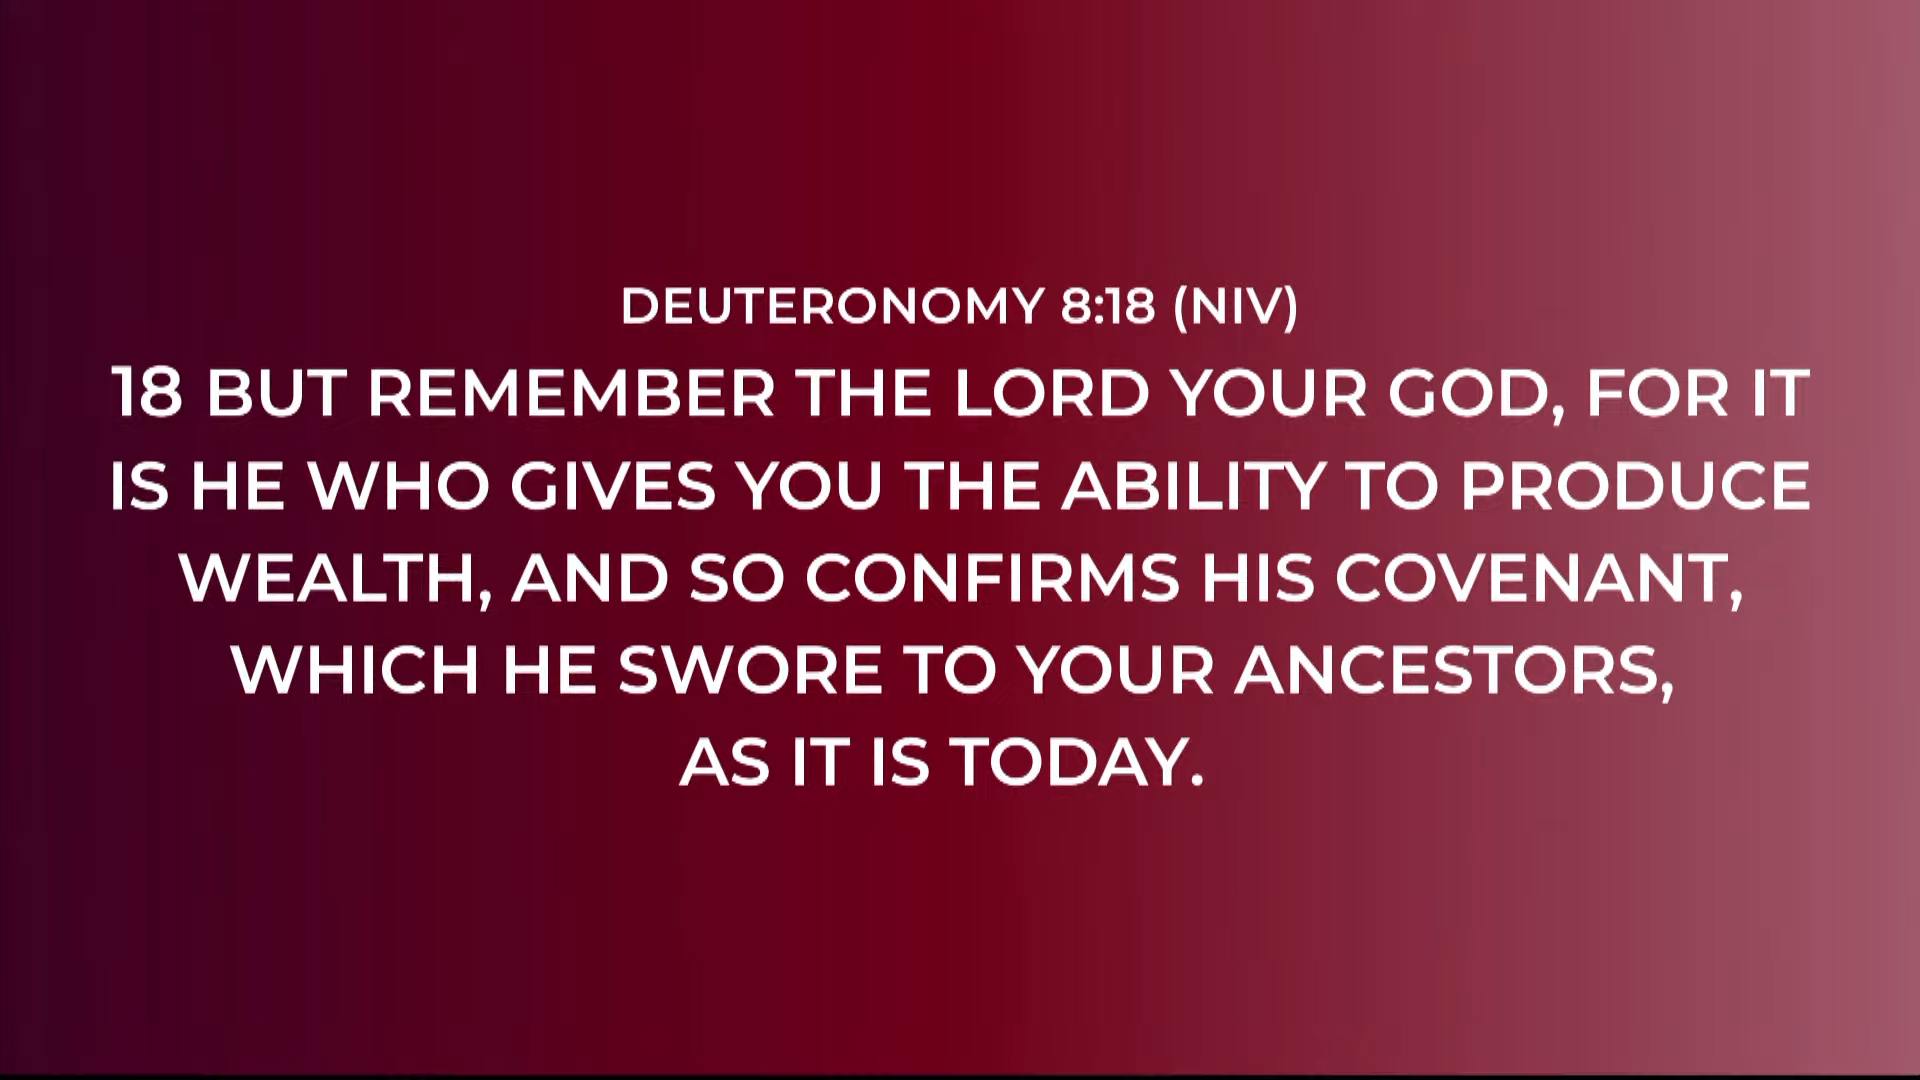 DEUTERONOMY 8:18 (NIV)
18 BUT REMEMBER THE LORD YOUR GOD, FOR IT
IS HE WHO GIVES YOU THE ABILITY TO PRODUCE
WEALTH, AND SO CONFIRMS HIS COVENANT,
WHICH HE SWORE TO YOUR ANCESTORS,
AS IT IS TODAY.